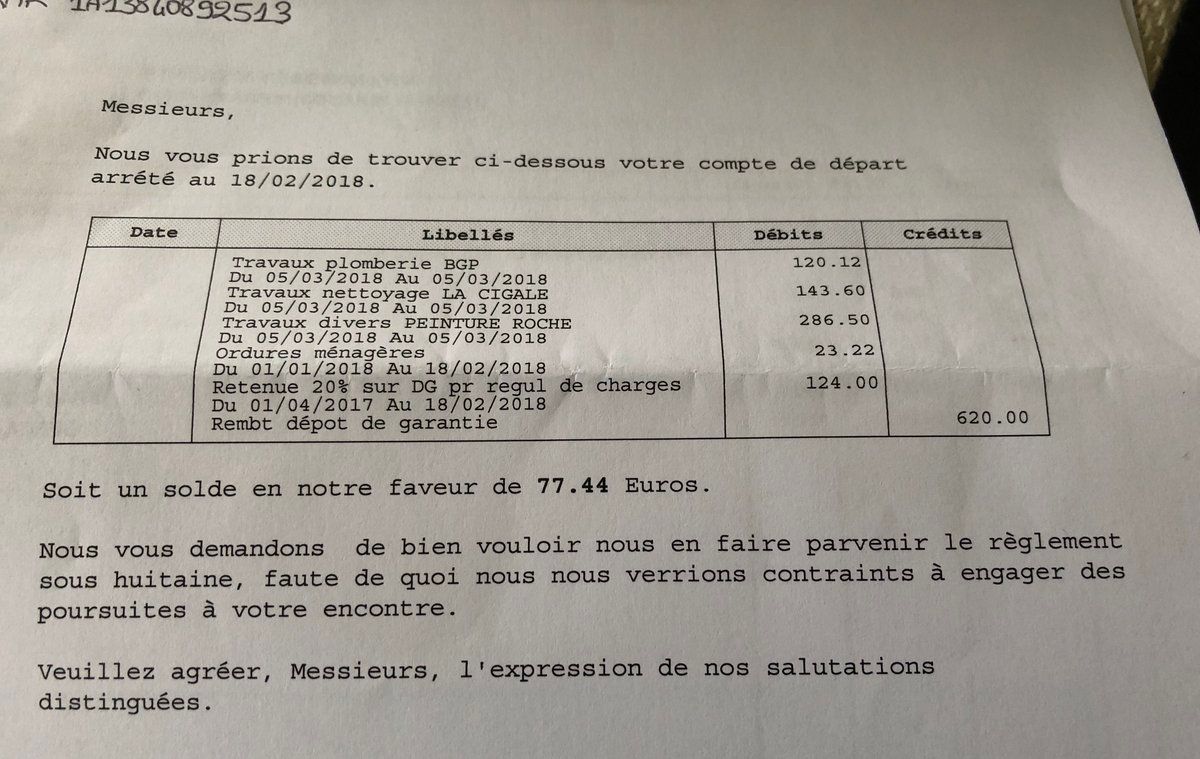 1A13840892513
Messieurs,
Nous vous prions de trouver ci-dessous votre compte de départ
arrété au 18/02/2018.
Date Libellés Débits Crédits
Travaux plomberie BGP 120.12
Du 05/03/2018 Au 05/03/2018
Travaux nettoyage LA CIGALE 143.60
Du 05/03/2018 Au 05/03/2018
Travaux divers PEINTURE ROCHE 286.50
Du 05/03/2018 Au 05/03/2018
Ordures ménagères 23.22
Du 01/01/2018 Au 18/02/2018
Retenue 20% sur DG pr regul de charges 124.00
Du 01/04/2017 Au 18/02/2018
Rembt dépot de garantie 620.00
Soit un solde en notre faveur de 77.44 Euros.
Nous vous demandons de bien vouloir nous en faire parvenir le règlement
sous huitaine, faute de quoi nous nous verrions contraints à engager des
poursuites à votre encontre.
Veuillez agréer, Messieurs, l'expression de nos salutations
distinguées.